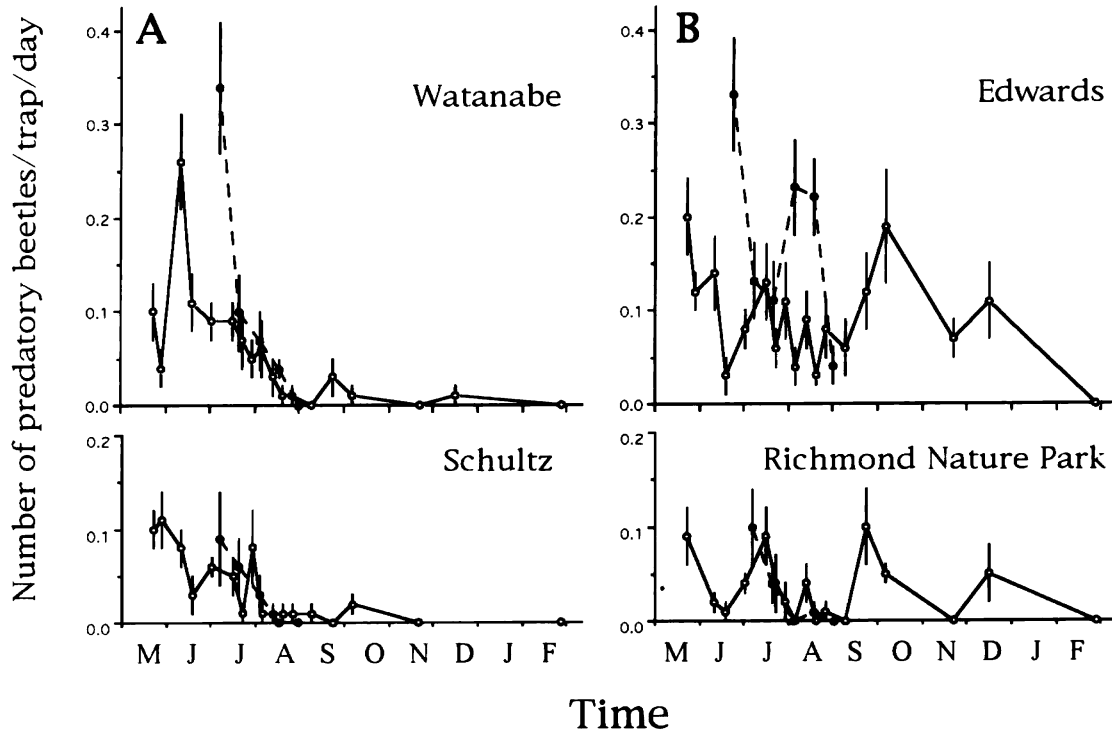 Number of predatory beetles/trap/day
A
Watanabe
0.4
0.3
0.2
0.1
0.0
B
Edwards
0.4
0.3
0.2
0.1
0.0
Schultz
0.2
0.1
0.0
M J J A S O N D J F
Richmond Nature Park
0.2
0.1
0.0
M J J A S O N D J F
Time